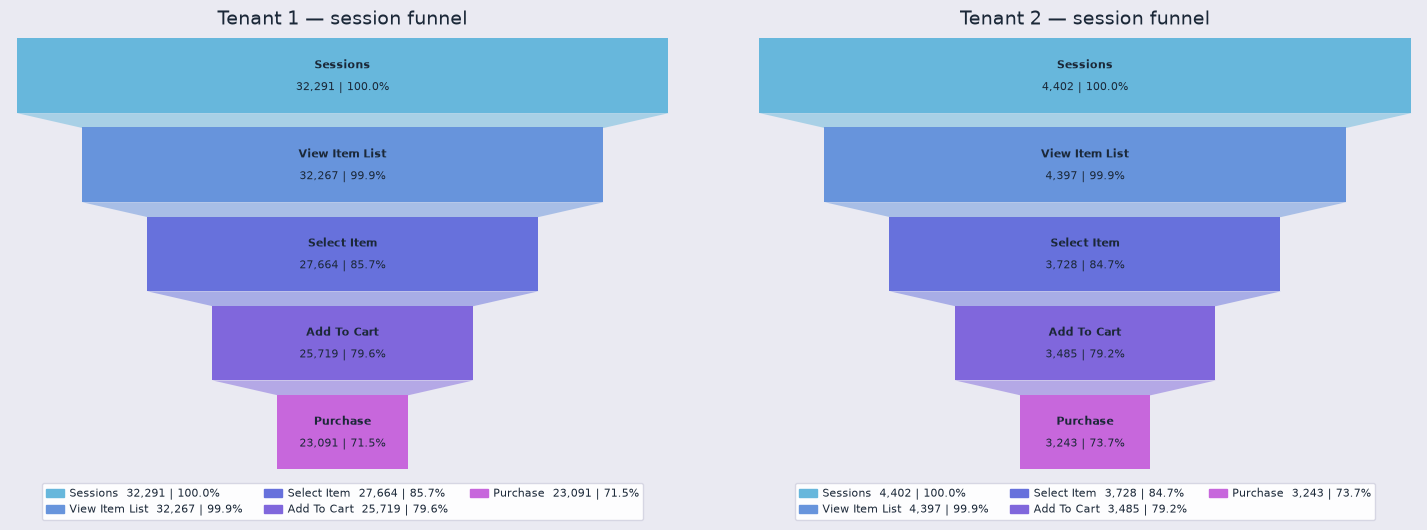 Tenant 1 — session funnel
Sessions
32,291 | 100.0%
View Item List
32,267 | 99.9%
Select Item
27,664 | 85.7%
Add To Cart
25,719 | 79.6%
Purchase
23,091 | 71.5%
Sessions 32,291 | 100.0% Select Item 27,664 | 85.7% Purchase 23,091 | 71.5%
View Item List 32,267 | 99.9% Add To Cart 25,719 | 79.6%
Tenant 2 — session funnel
Sessions
4,402 | 100.0%
View Item List
4,397 | 99.9%
Select Item
3,728 | 84.7%
Add To Cart
3,485 | 79.2%
Purchase
3,243 | 73.7%
Sessions 4,402 | 100.0% Select Item 3,728 | 84.7% Purchase 3,243 | 73.7%
View Item List 4,397 | 99.9% Add To Cart 3,485 | 79.2%